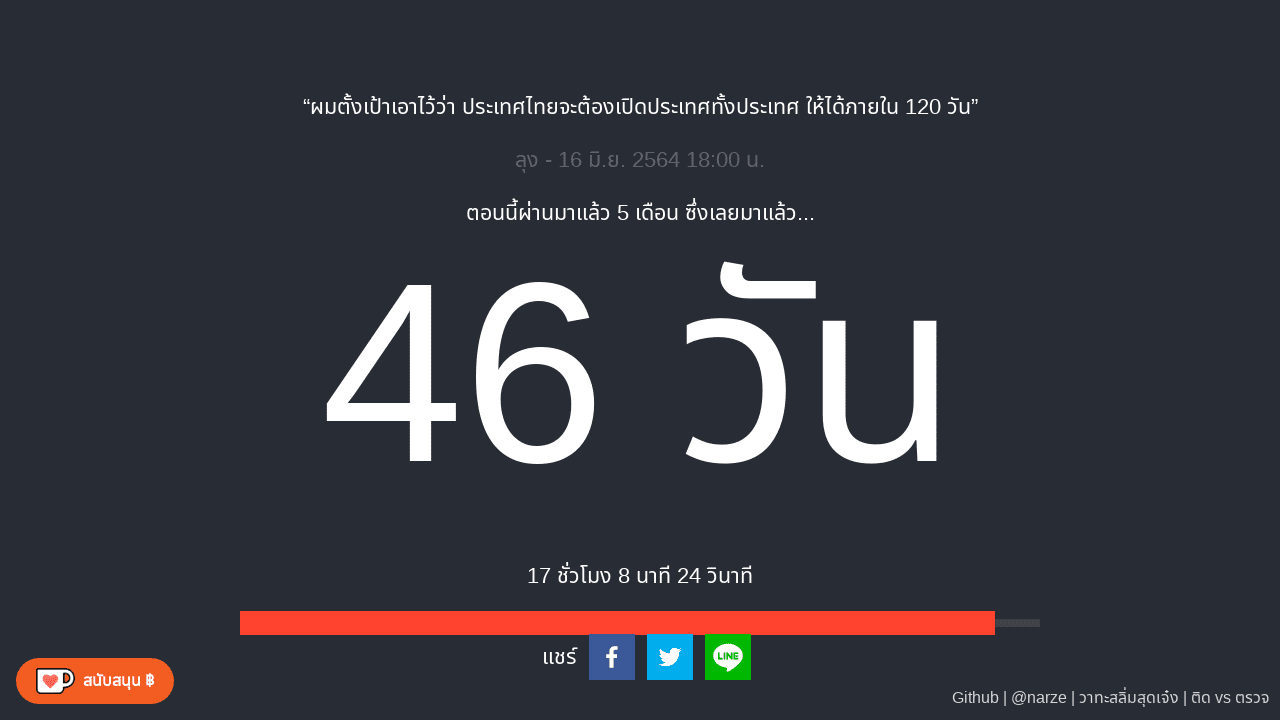 “ผมตั้งเป้าเอาไว้ว่า ประเทศไทยจะต้องเปิดประเทศทั้งประเทศ ให้ได้ภายใน 120 วัน”
ลุง - 16 มิ.ย. 2564 18:00 น.
ตอนนี้ผ่านมาแล้ว 5 เดือน ซึ่งเลยมาแล้ว...
46 วัน
17 ชั่วโมง 8 นาที 24 วินาที
แชร์
LINE
สนับสนุน ฿
Github | @narze | วาทะสลิ่มสุดเจ๋ง | ติด vs ตรวจ